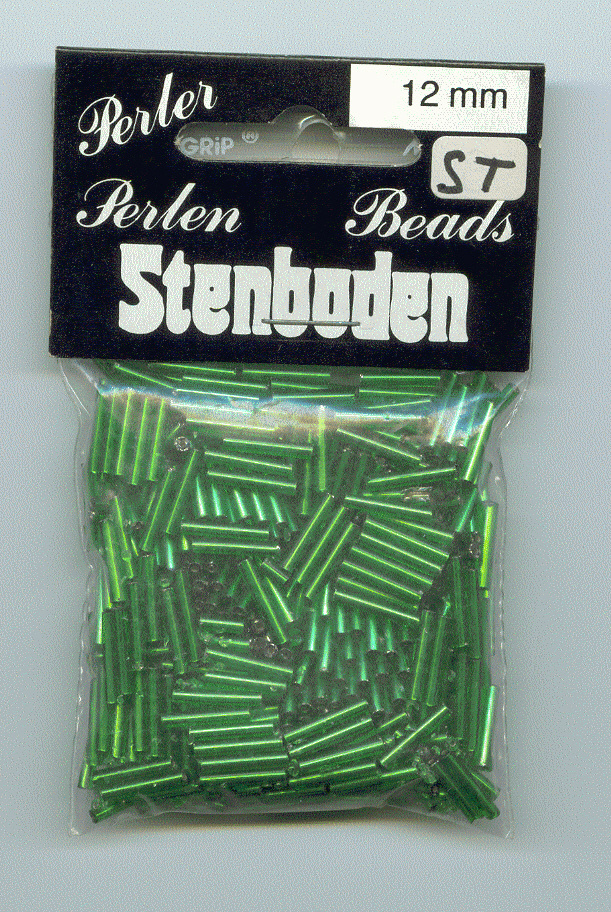 12 mm
Perler
GRiP ®
ST
Perlen Beads
Stenboden